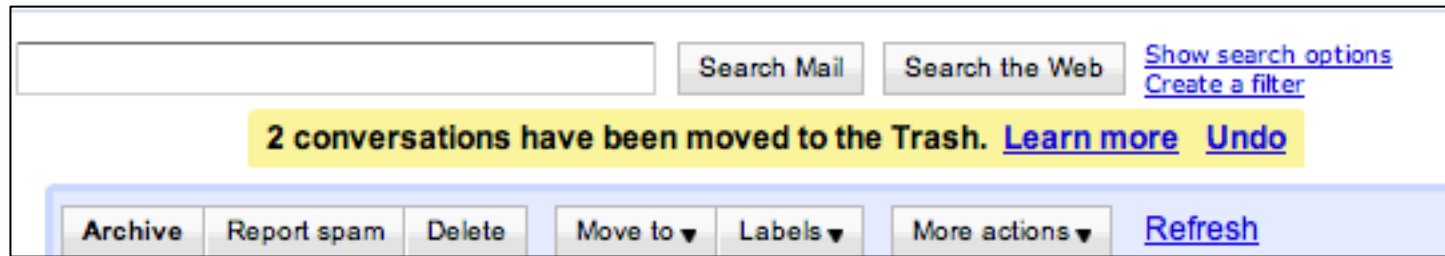 Search Mail Search the Web Show search options
Create a filter
2 conversations have been moved to the Trash. Learn more Undo
Archive Report spam Delete Move to Labels More actions Refresh